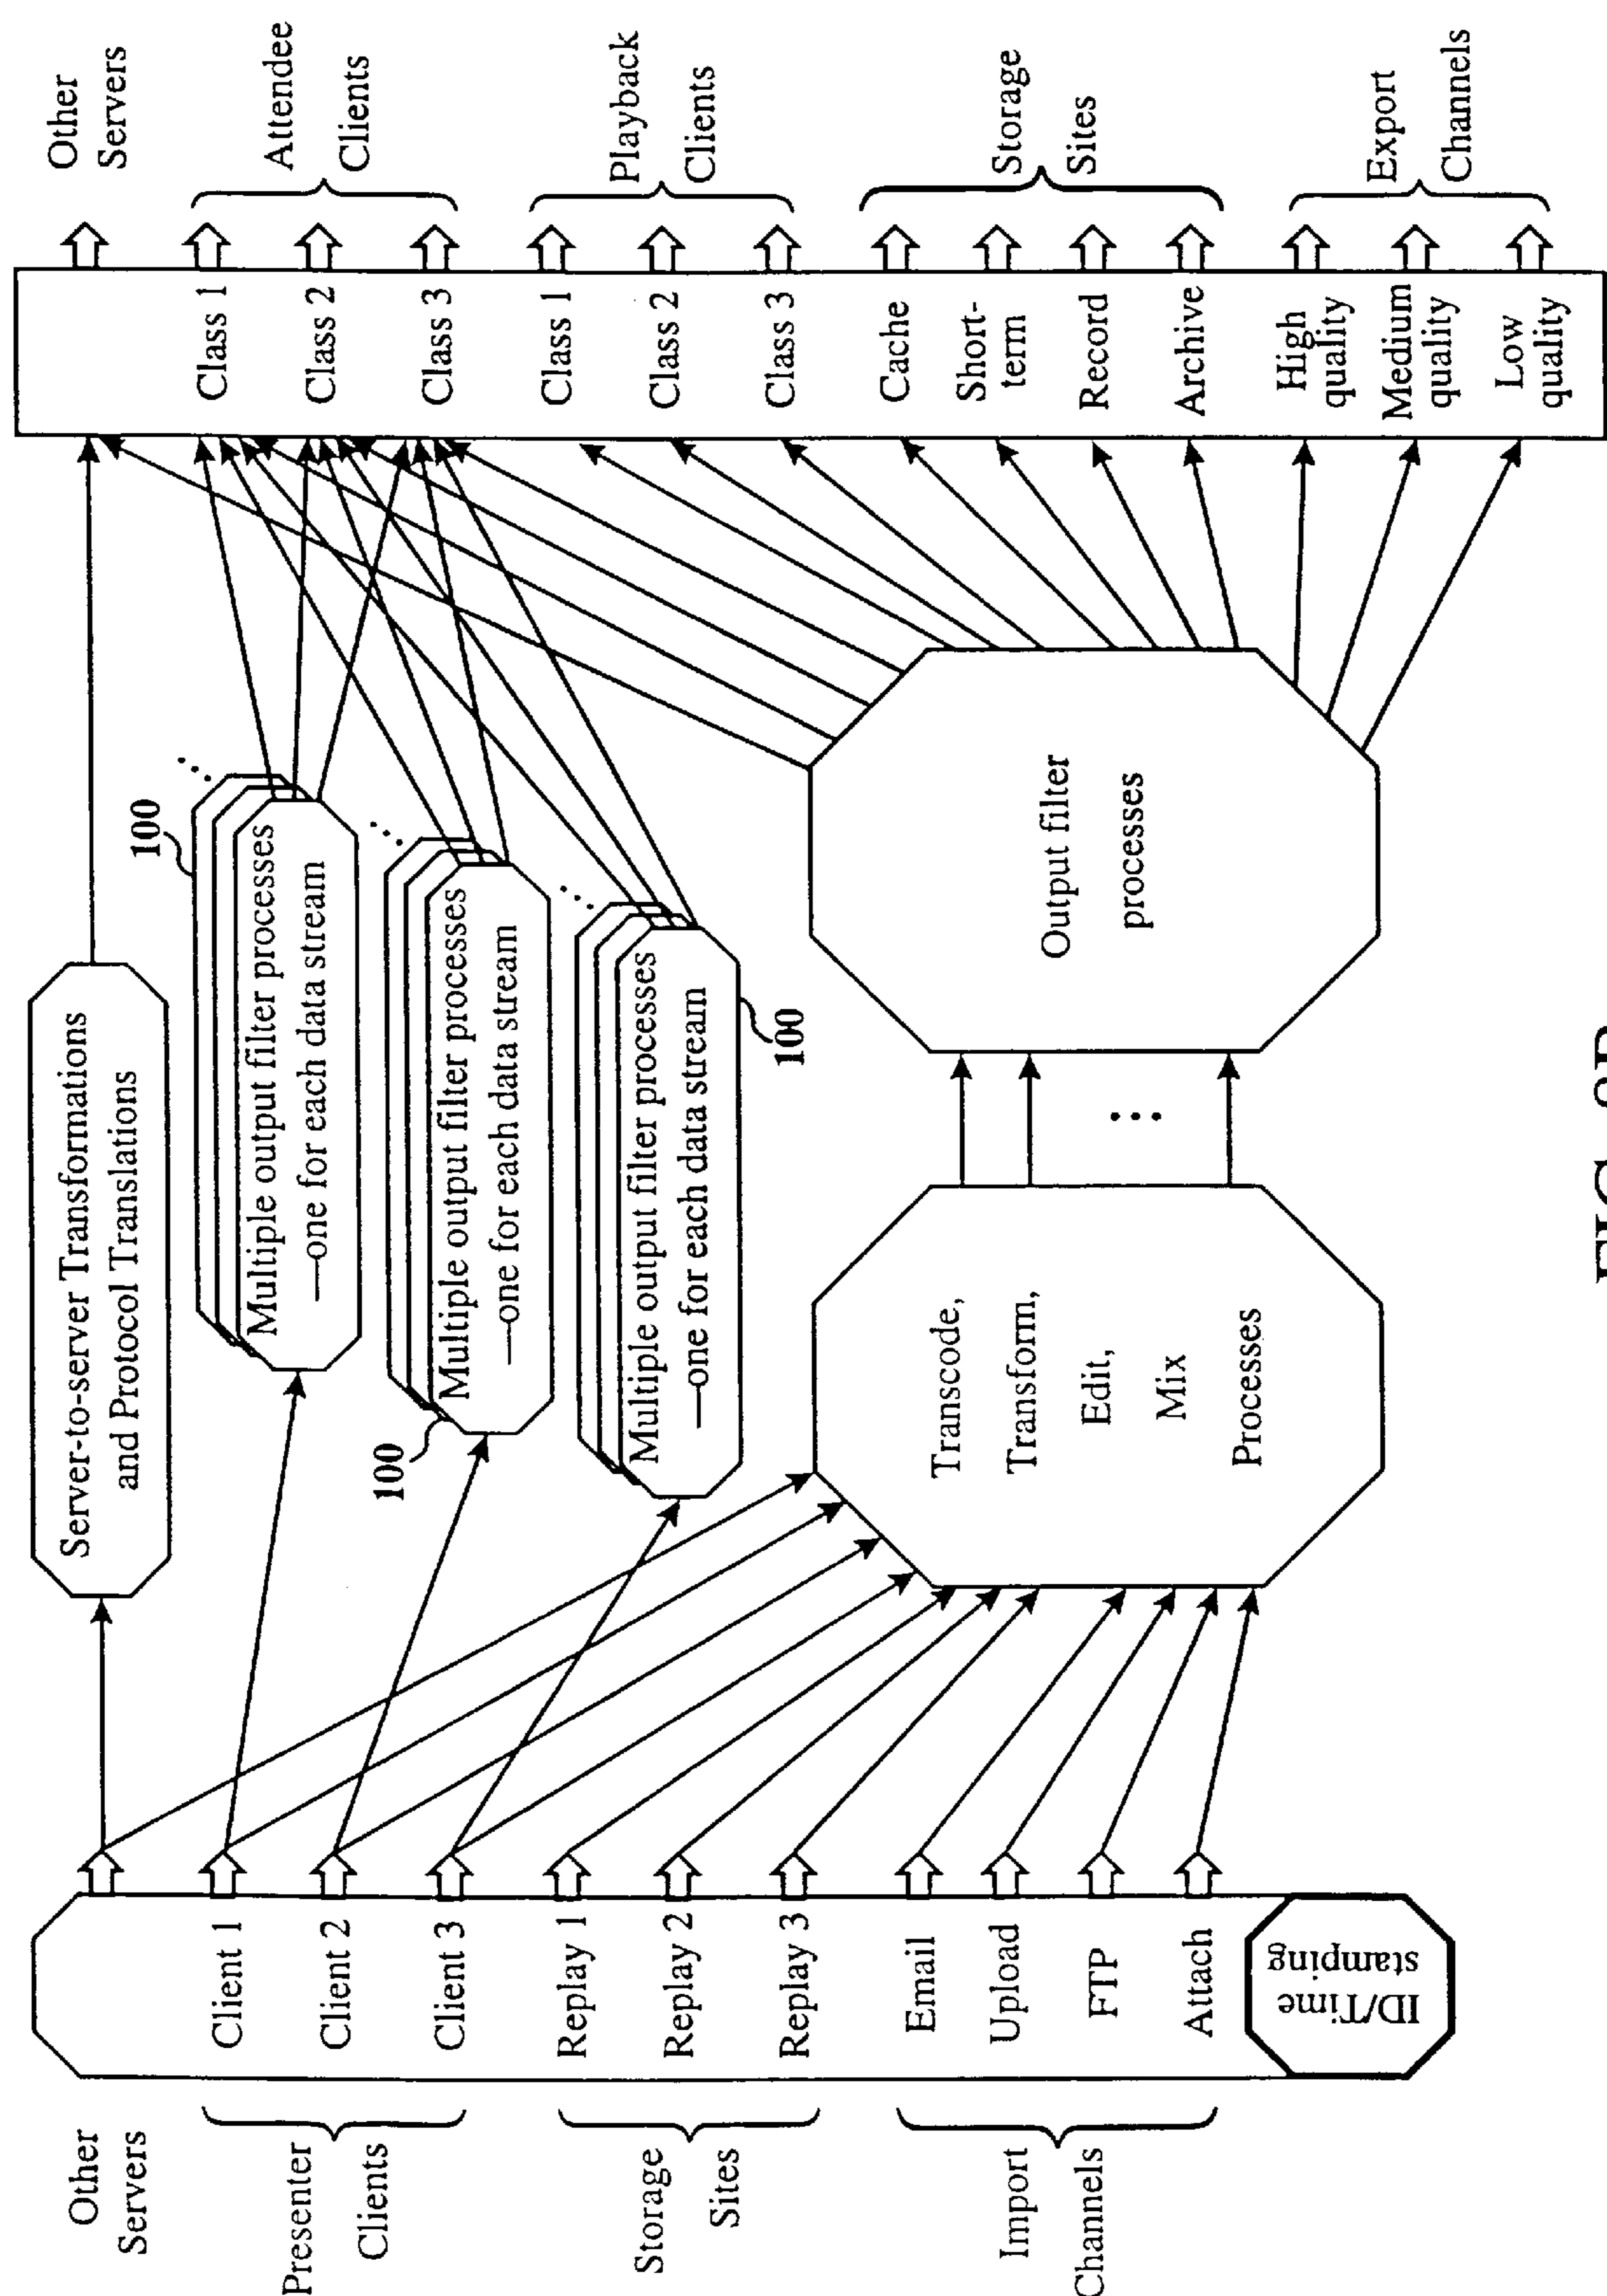 Other
Servers
Presenter
Clients
Storage
Sites
Import
Channels
Client 1
Client 2
Client 3
Replay 1
Replay 2
Replay 3
Email
Upload
FTP
Attach
ID/Time
stamping
Server-to-server Transformations
and Protocol Translations
100
Multiple output filter processes
—one for each data stream
100
Multiple output filter processes
—one for each data stream
Multiple output filter processes
—one for each data stream
100
Transcode,
Transform,
Edit,
Mix
Processes
Output filter
processes
Class 1
Class 2
Class 3
Class 1
Class 2
Class 3
Cache
Short-
term
Record
Archive
High
quality
Medium
quality
Low
quality
Other
Servers
Attendee
Clients
Playback
Clients
Storage
Sites
Export
Channels